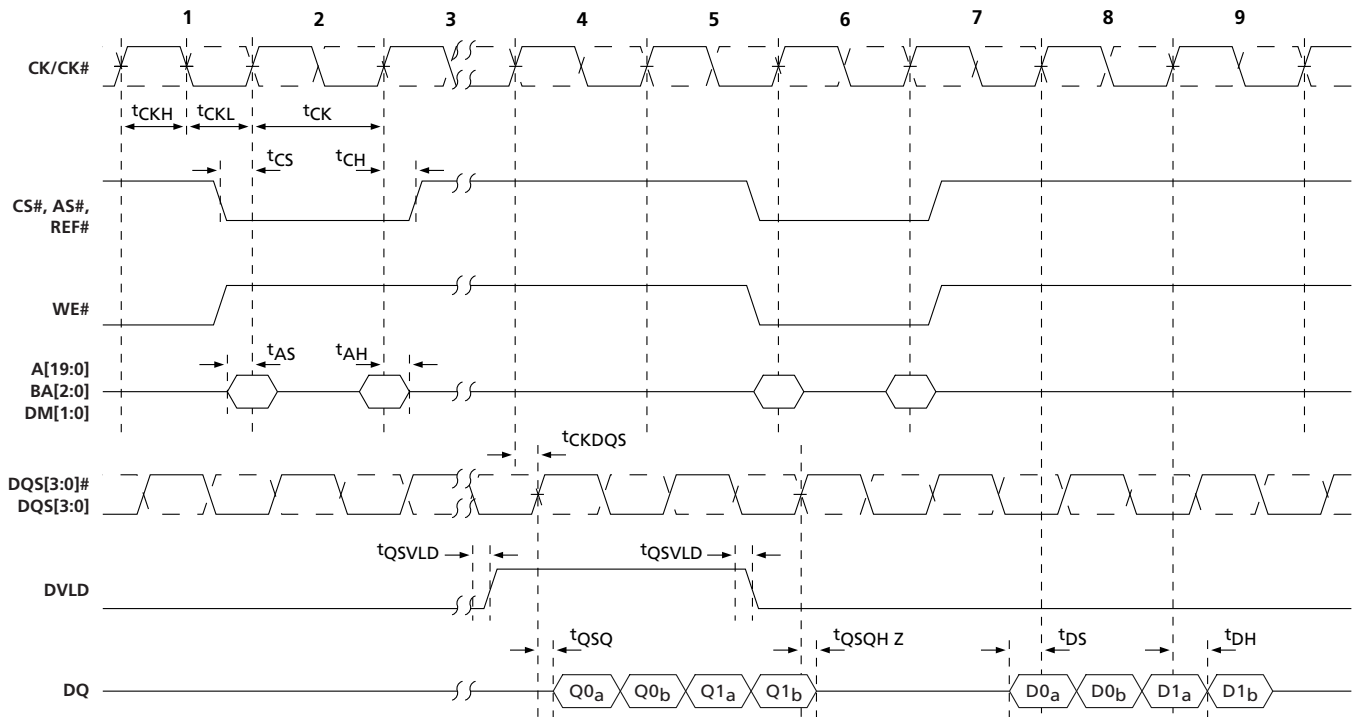 1 2 3 4 5 6 7 8 9
CK/CK#
tCKH tCKL tCK
tCS tCH
CS#, AS#,
REF#
WE#
tAS tAH
A[19:0]
BA[2:0]
DM[1:0]
tCKDQS
DQS[3:0]#
DQS[3:0]
tQSVLD tQSVLD
DVLD
tQSQ tQSQH Z tDS tDH
DQ Q0a Q0b Q1a Q1b D0a D0b D1a D1b